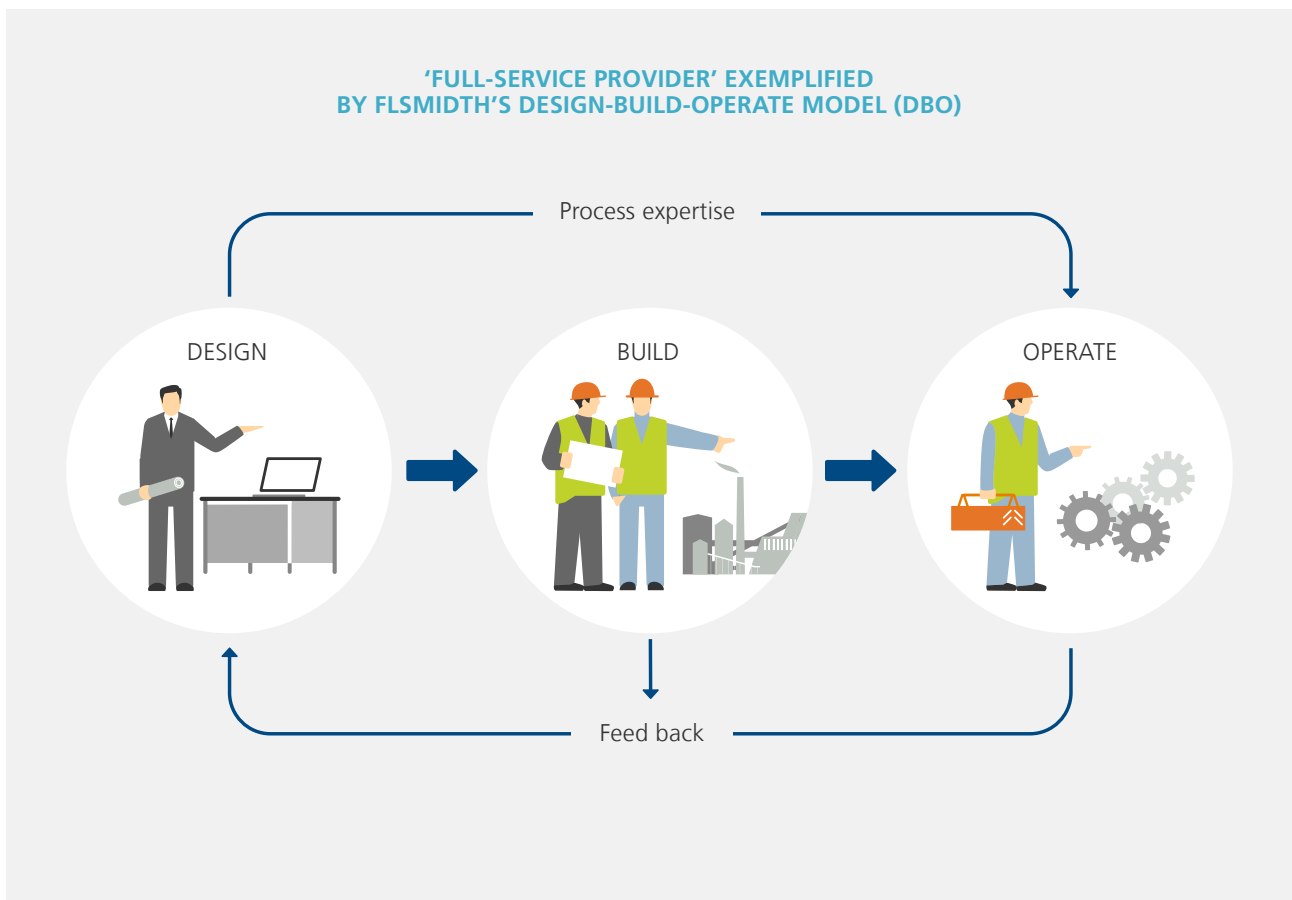 ‘FULL-SERVICE PROVIDER’ EXEMPLIFIED
BY FLSMIDTH’S DESIGN-BUILD-OPERATE MODEL (DBO)
Process expertise
DESIGN
BUILD
OPERATE
Feed back